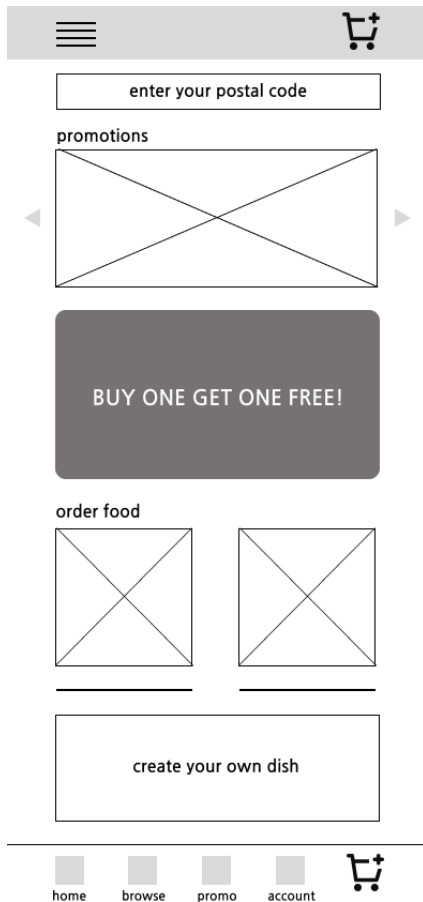 enter your postal code
promotions
BUY ONE GET ONE FREE!
order food
create your own dish
home browse promo account